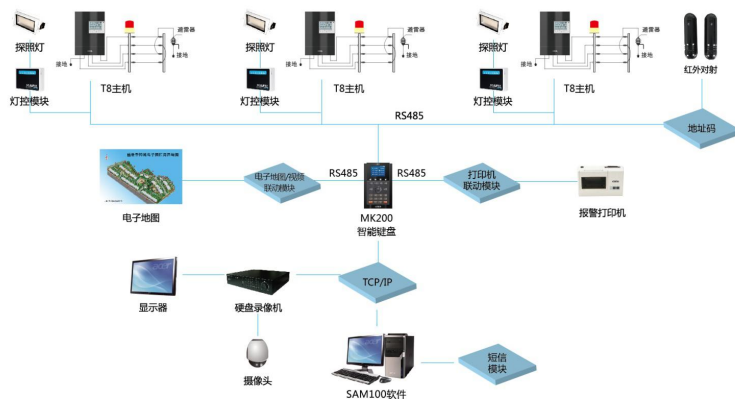 避雷器
避雷器
避雷器
探照灯
接地
接地
探照灯
接地
接地
探照灯
接地
接地
红外对射
灯控模块
T8主机
灯控模块
T8主机
灯控模块
T8主机
RS485
地址码
电子地图/视频
联动模块
RS485
RS485
打印机
联动模块
电子地图
MK200
智能键盘
报警打印机
TCP/IP
显示器
硬盘录像机
短信
模块
摄像头
SAM100软件